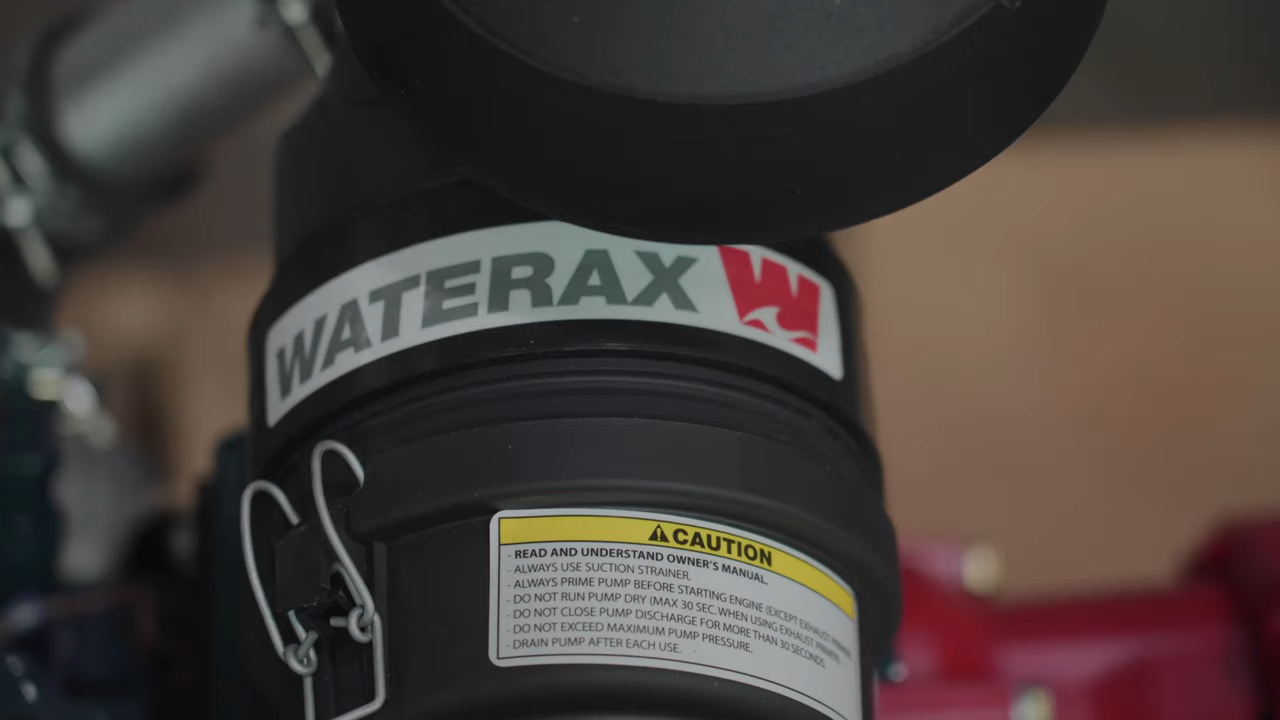 WATERAX W
CAUTION
- READ AND UNDERSTAND OWNER'S MANUAL.
- ALWAYS USE SUCTION STRAINER.
- ALWAYS PRIME PUMP BEFORE STARTING ENGINE (EXCEPT EXHAUST PRIMER)
- DO NOT RUN PUMP DRY (MAX 30 SEC. WHEN USING EXHAUST PRIMER).
- DO NOT CLOSE PUMP DISCHARGE FOR MORE THAN 30 SECONDS.
- DO NOT EXCEED MAXIMUM PUMP PRESSURE.
- DRAIN PUMP AFTER EACH USE.